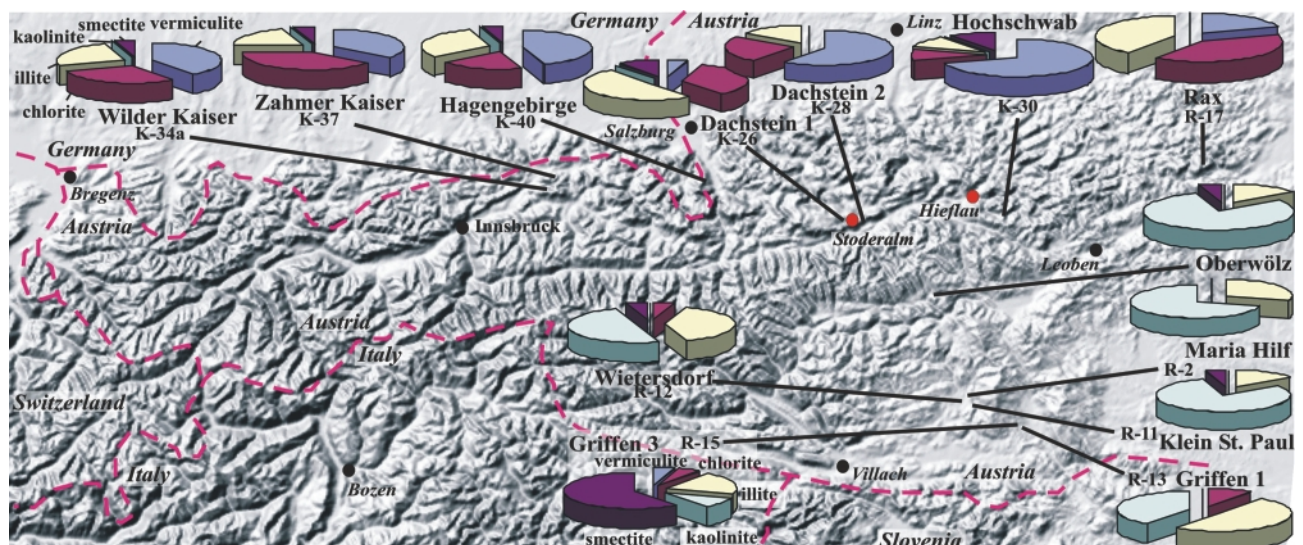 Germany Austria
Linz Hochschwab
smectite vermiculite
kaolinite
illite
chlorite
Wilder Kaiser
K-34a
Zahmer Kaiser
K-37
Hagengebirge
K-40
Salzburg
Dachstein 1
K-26
Dachstein 2
K-28
K-30
Rax
R-17
Germany
Bregenz
Austria
Innsbruck
Stoderalm
Hieflau
Leoben
Oberwölz
Austria
Italy
Maria Hilf
R-2
Wietersdorf
R-12
Switzerland
Italy
Bozen
R-11 Klein St. Paul
Griffen 3 R-15
vermiculite chlorite
illite
kaolinite
smectite
Villach
Austria
R-13 Griffen 1
Slovenia